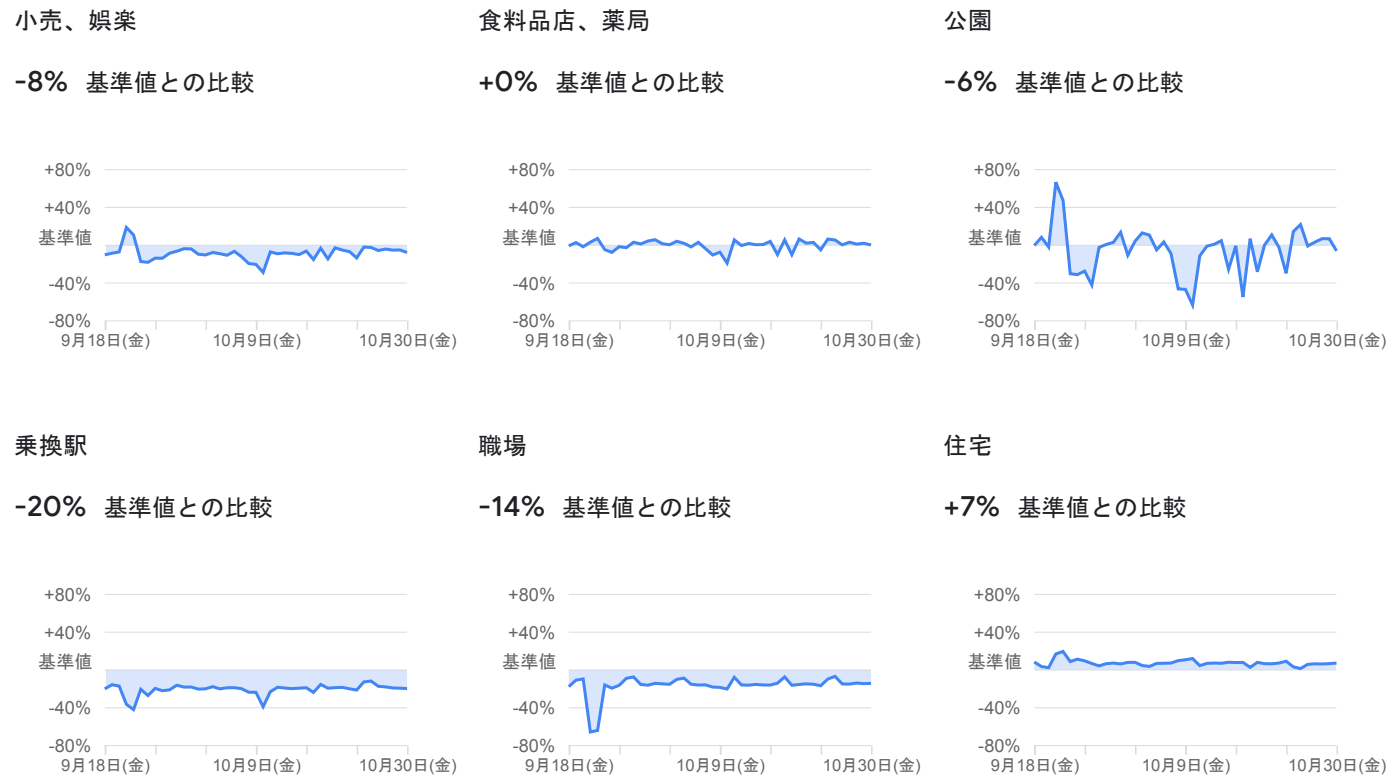 小売、娯楽
-8% 基準値との比較
+80%
+40%
基準値
-40%
-80%
9月18日(金) 10月9日(金) 10月30日(金)
食料品店、薬局
+0% 基準値との比較
+80%
+40%
基準値
-40%
-80%
9月18日(金) 10月9日(金) 10月30日(金)
公園
-6% 基準値との比較
+80%
+40%
基準値
-40%
-80%
9月18日(金) 10月9日(金) 10月30日(金)
乗換駅
-20% 基準値との比較
+80%
+40%
基準値
-40%
-80%
9月18日(金) 10月9日(金) 10月30日(金)
職場
-14% 基準値との比較
+80%
+40%
基準値
-40%
-80%
9月18日(金) 10月9日(金) 10月30日(金)
住宅
+7% 基準値との比較
+80%
+40%
基準値
-40%
-80%
9月18日(金) 10月9日(金) 10月30日(金)